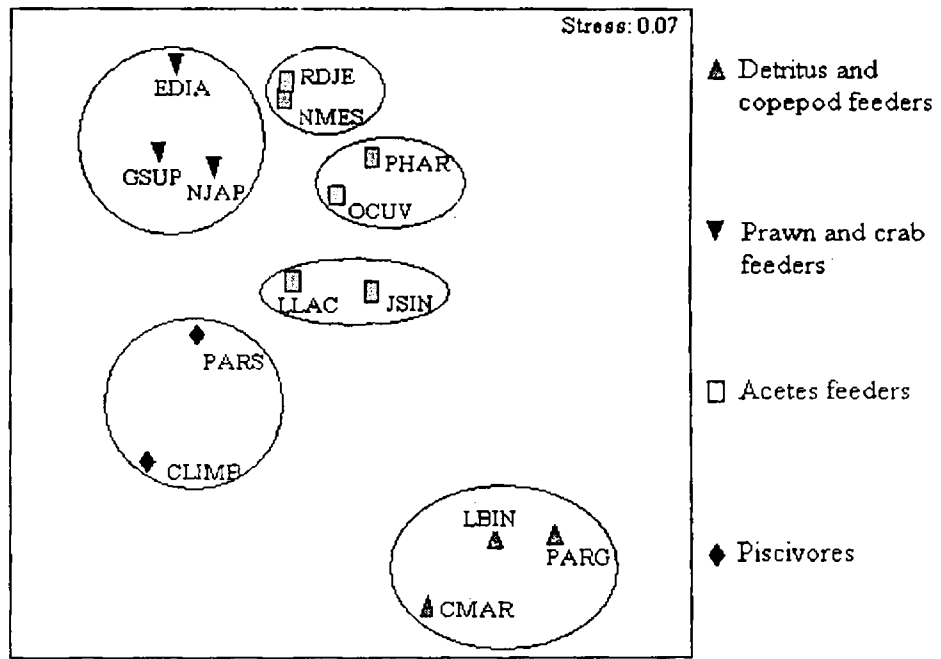 Stress: 0.07
EDIA
RDJE
NMES
GSUP
NJAP
PHAR
OCUV
LLAC
JSIN
PARS
CLIMB
LBIN
PARG
CMAR
Detritus and
copepod feeders
Prawn and crab
feeders
Acetes feeders
Piscivores